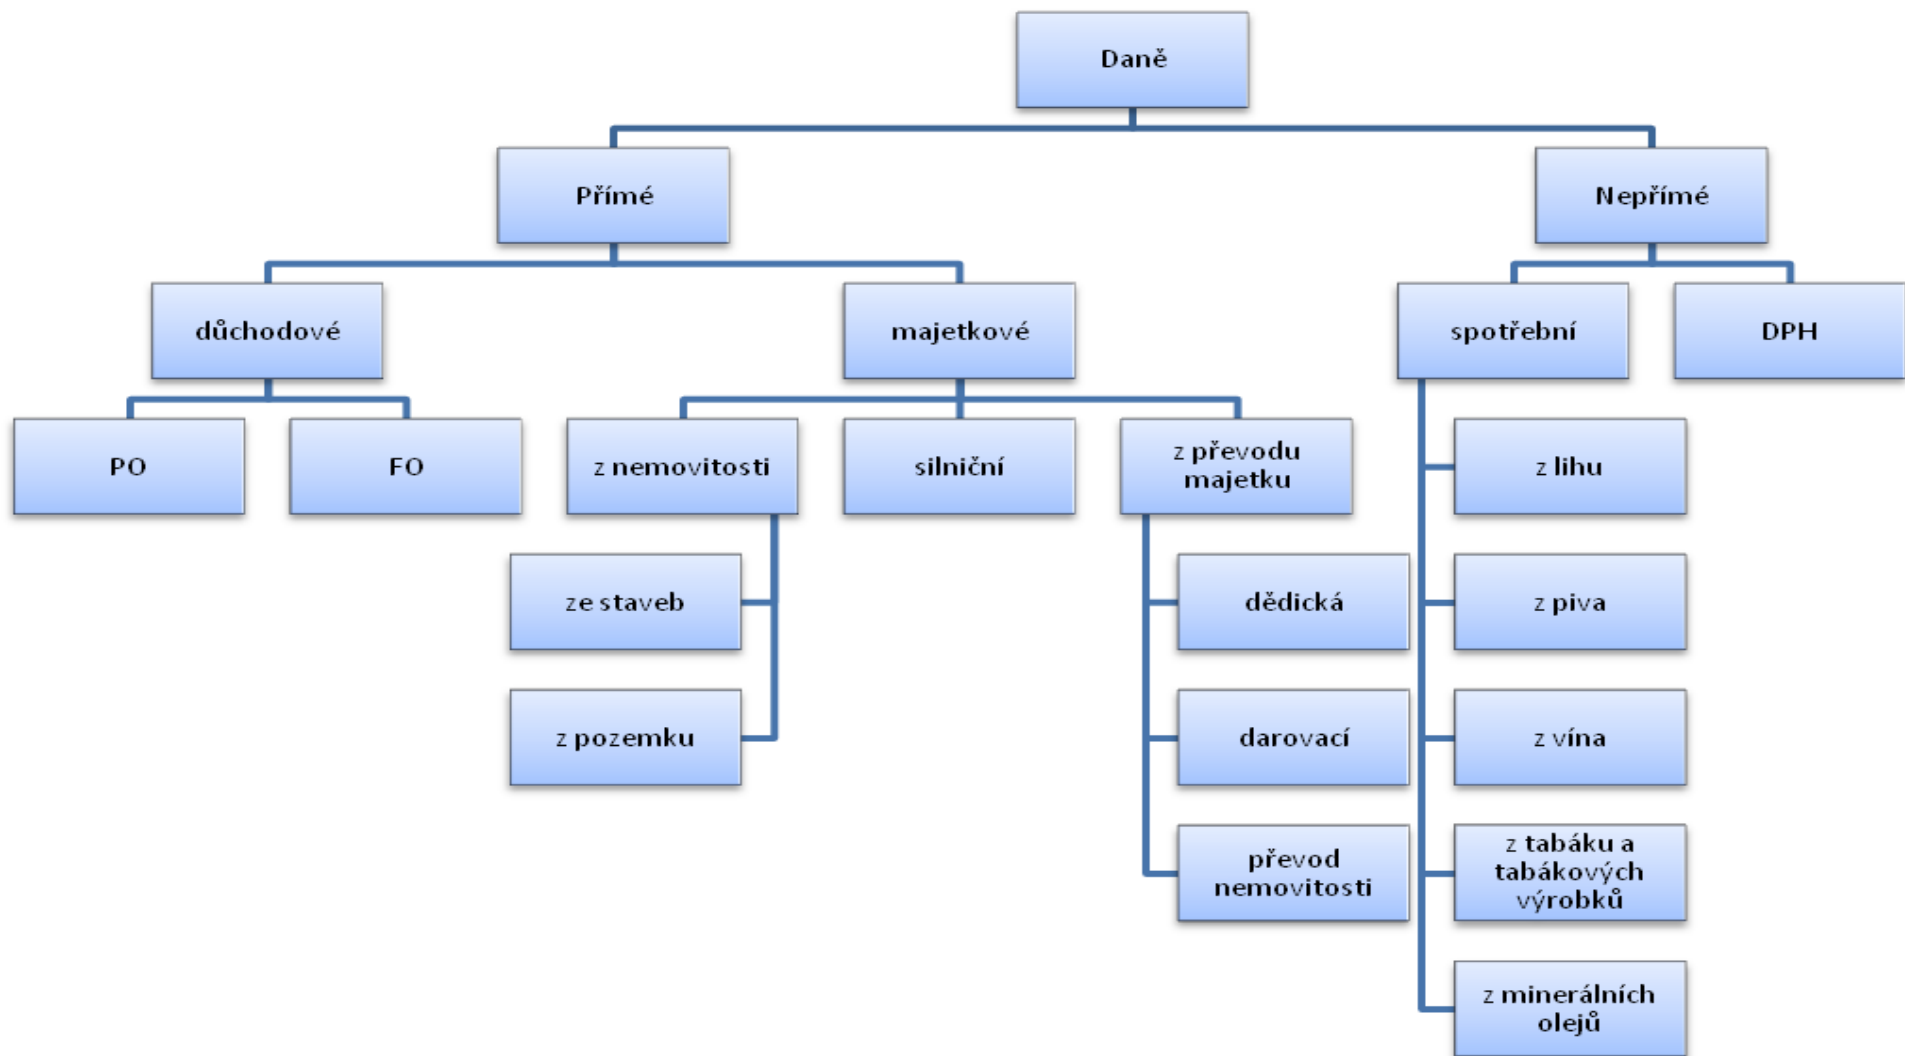 Daně
Přímé
Nepřímé
důchodové
majetkové
spotřební
DPH
PO
FO
z nemovitosti
silniční
z převodu
majetku
z lihu
ze staveb
dědická
z piva
z pozemku
darovací
z vína
převod
nemovitosti
z tabáku a
tabákových
výrobků
z minerálních
olejů